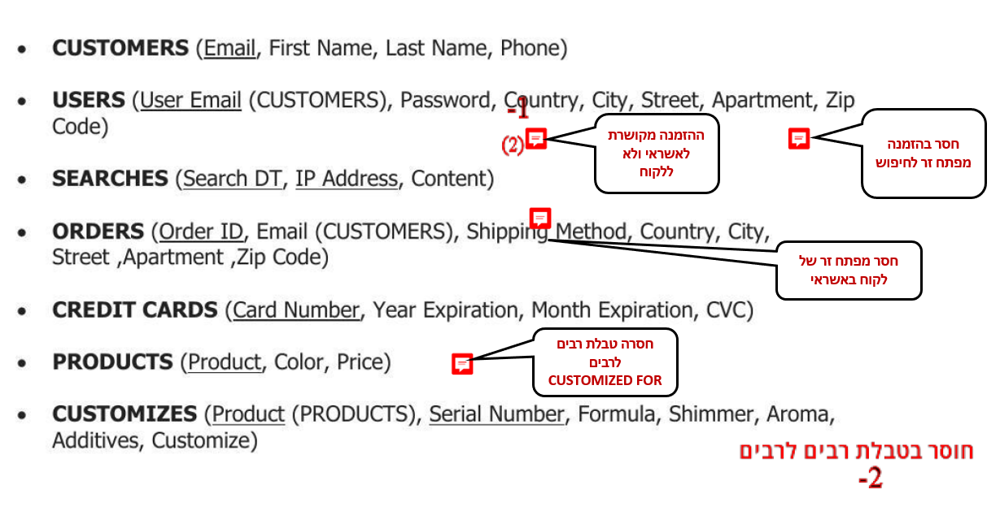 • CUSTOMERS (Email, First Name, Last Name, Phone)
• USERS (User Email (CUSTOMERS), Password, Country, City, Street, Apartment, Zip
Code)
-1
(2)
ההזמנה מקושרת
לאשראי ולא
ללקוח
חסר בהזמנה
מפתח זר לחיפוש
• SEARCHES (Search DT, IP Address, Content)
• ORDERS (Order ID, Email (CUSTOMERS), Shipping Method, Country, City,
Street ,Apartment ,Zip Code)
חסר מפתח זר של
לקוח באשראי
• CREDIT CARDS (Card Number, Year Expiration, Month Expiration, CVC)
• PRODUCTS (Product, Color, Price)
חסרה טבלת רבים
לרבים
CUSTOMIZED FOR
• CUSTOMIZES (Product (PRODUCTS), Serial Number, Formula, Shimmer, Aroma,
Additives, Customize)
חוסר בטבלת רבים לרבים
-2